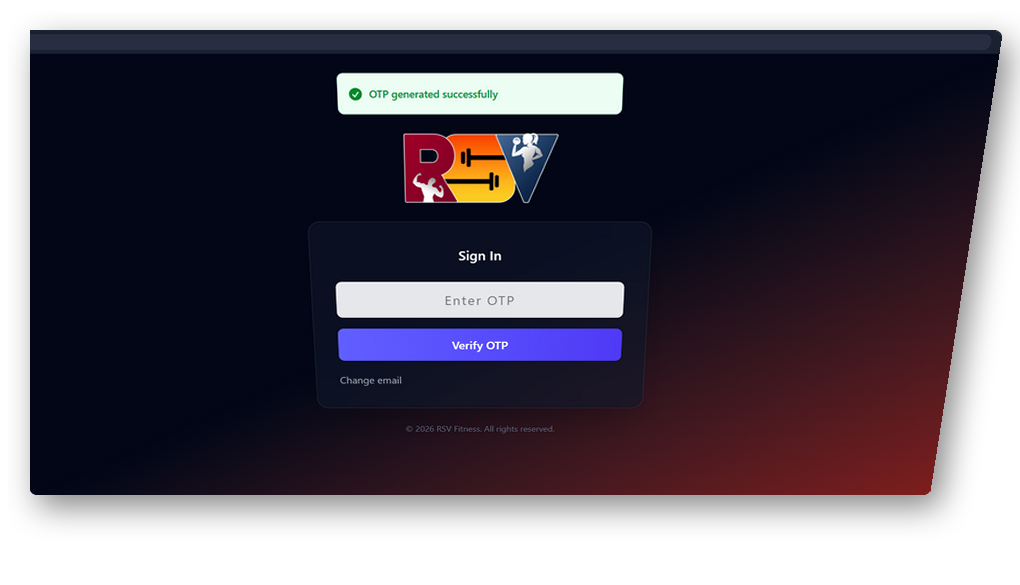 OTP generated successfully
RSV
Sign In
Enter OTP
Verify OTP
Change email
© 2026 RSV Fitness. All rights reserved.